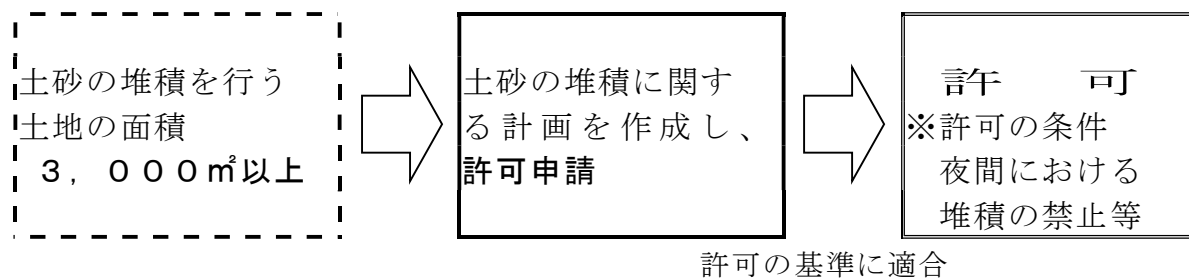 土砂の堆積を行う
土地の面積
３，０００㎡以上
土砂の堆積に関す
る計画を作成し、
許可申請
許　可
※許可の条件
夜間における
堆積の禁止等
許可の基準に適合